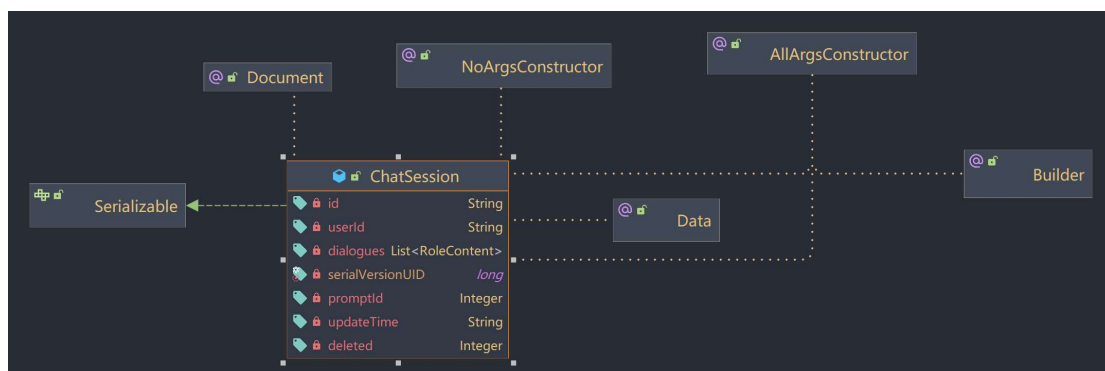 AllArgsConstructor
NoArgsConstructor
Document
Builder
ChatSession
Serializable
id String
userId String
Data
dialogues List<RoleContent>
serialVersionUID long
promptId Integer
updateTime String
deleted Integer